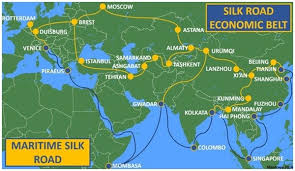 SILK ROAD
ECONOMIC BELT
MOSCOW
ROTTERDAM
DUISBURG
BREST
ASTANA
VENICE
ALMATY
URUMQI
BEIJING
SAMARKAND
ISTANBUL
ASHGABAT
TASHKENT
LANZHOU
TIANJIN
PIRAEUS
TEHRAN
XI'AN
SHANGHAI
GWADAR
KUNMING
FUZHOU
KOLKATA
MANDALAY
HAI PHONG
MARITIME SILK
ROAD
COLOMBO
SINGAPORE
MOMBASA